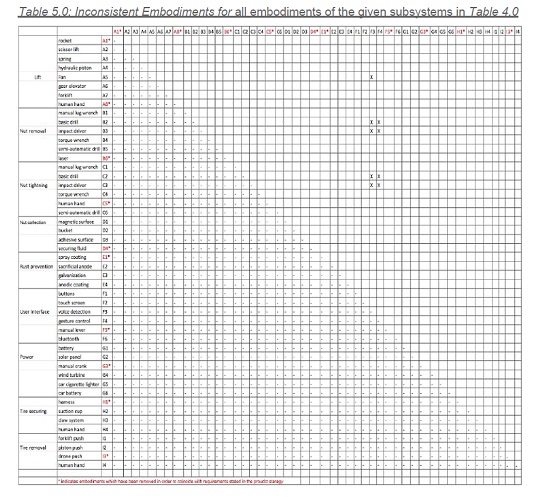 Table 5.0: Inconsistent Embodiments for all embodiments of the given subsystems in Table 4.0
A1* A2 A3 A4 A5 A6 A7 A8* B1 B2 B3 B4 B5 B6* C1 C2 C3 C4 C5* C6 D1 D2 D3 D4* E1* E2 E3 E4 F1 F2 F3 F4 F5* F6 G1 G2 G3* G4 G5 G6 H1* H2 H3 H4 I1 I2 I3* I4
rocket A1*
scissor lift A2
spring A3
hydraulic piston A4
Lift Fan A5 X
gear elevator A6
forklift A7
human hand A8*
manual lug wrench B1
basic drill B2 X X
Nut removal impact driver B3 X X
torque wrench B4
semi-automatic drill B5
laser B6*
manual lug wrench C1
basic drill C2 X X
Nut tightning impact driver C3 X X
torque wrench C4
human hand C5*
semi-automatic drill C6
magnetic surface D1
bucket D2
adhesive surface D3
securing fluid D4*
spray coating E1*
Rust prevention sacrificial anode E2
galvanization E3
anodic coating E4
buttons F1
touch screen F2
User Interface voice detection F3
gesture control F4
manual lever F5*
bluetooth F6
battery G1
Power solar panel G2
manual crank G3*
wind turbine G4
car cigarette lighter G5
car battery G6
harness H1*
Tire securing suction cup H2
claw system H3
human hand H4
forklift push I1
Tire removal piston push I2
drone push I3*
human hand I4
* indicates embodiments which have been removed in order to coincide with requirements stated in the product strategy